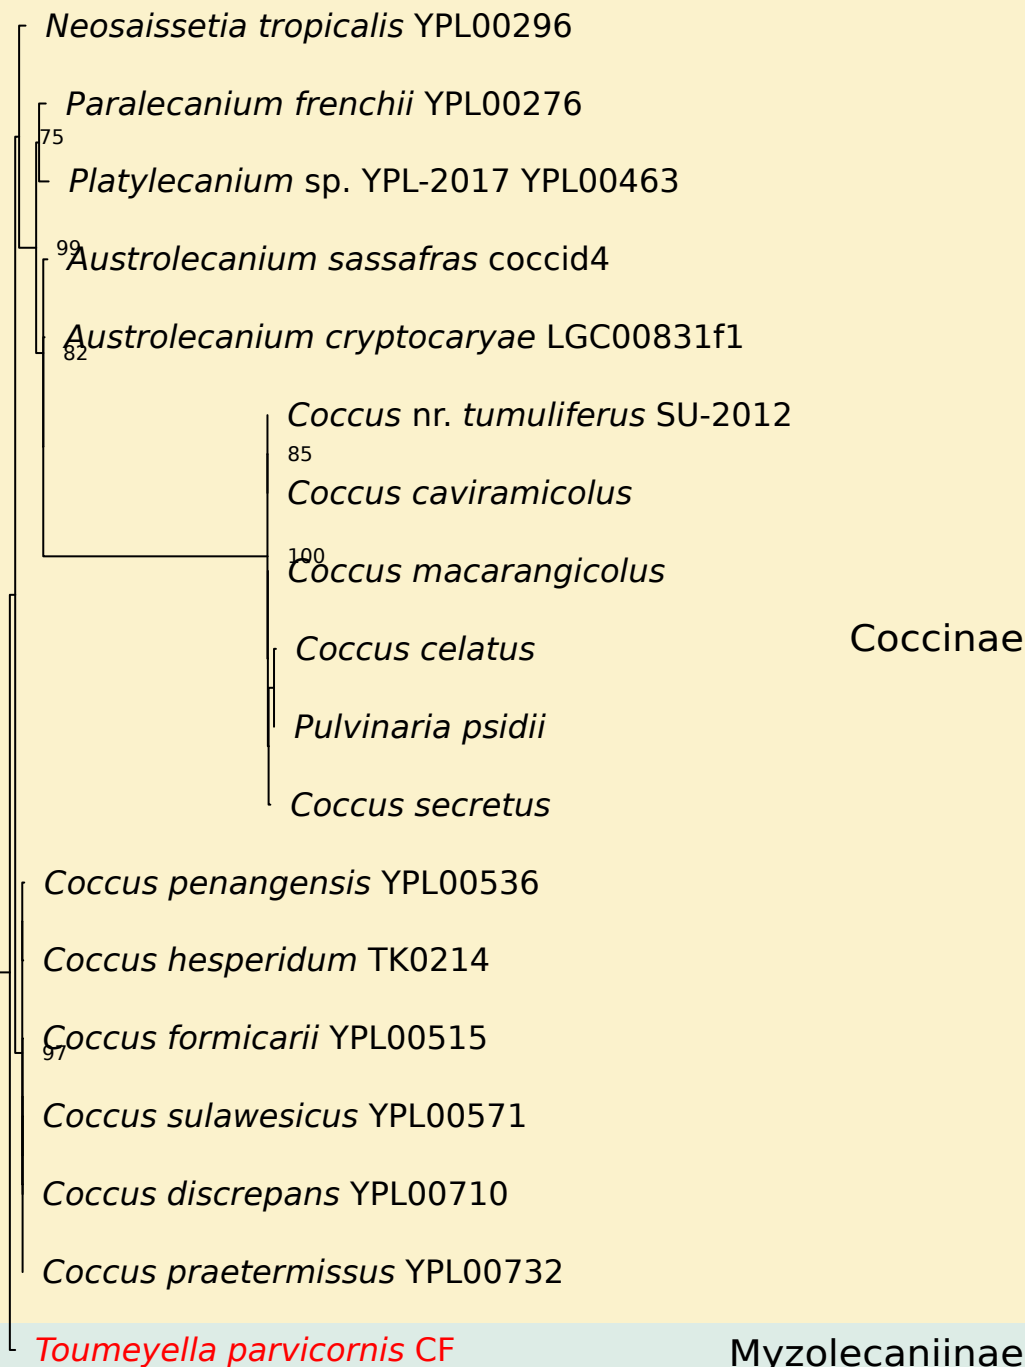 Neosaissetia tropicalis YPL00296
Paralecanium frenchii YPL00276
75
Platylecanium sp. YPL-2017 YPL00463
99
Austrolecanium sassafras coccid4
Austrolecanium cryptocaryae LGC00831f1
82
Coccus nr. tumuliferus SU-2012
85
Coccus caviramicolus
100
Coccus macarangicolus
Coccinae
Coccus celatus
Pulvinaria psidii
Coccus secretus
Coccus penangensis YPL00536
Coccus hesperidum TK0214
Coccus formicarii YPL00515
97
Coccus sulawesicus YPL00571
Coccus discrepans YPL00710
Coccus praetermissus YPL00732
Toumeyella parvicornis CF
Myzolecaniinae